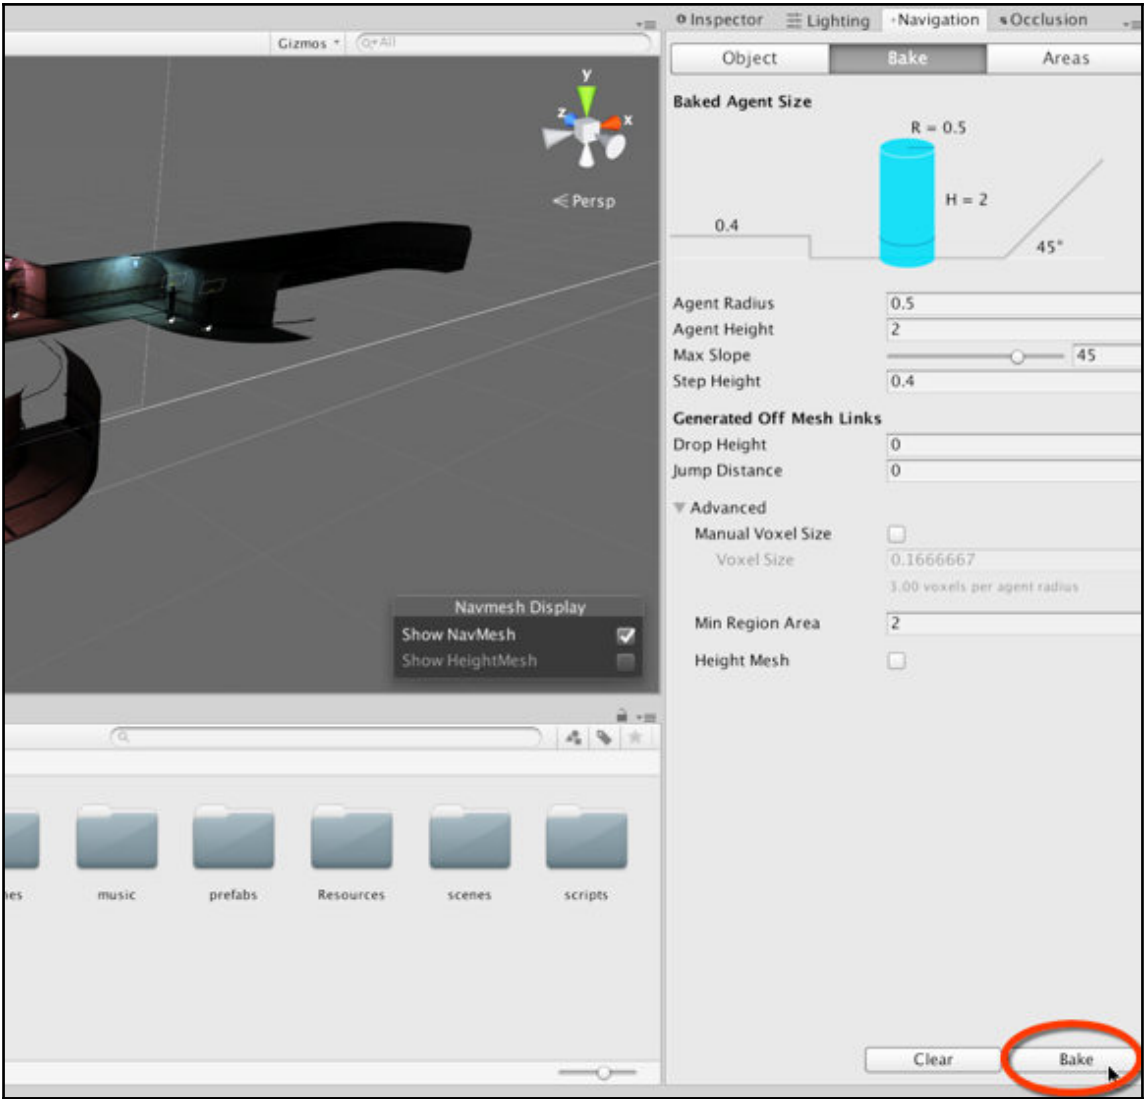 Inspector Lighting Navigation Occlusion
Gizmos All
Object Bake Areas
Baked Agent Size
y
z x
Persp
R = 0.5
H = 2
0.4
45°
Agent Radius 0.5
Agent Height 2
Max Slope 45
Step Height 0.4
Generated Off Mesh Links
Drop Height 0
Jump Distance 0
Advanced
Manual Voxel Size
Voxel Size 0.1666667
3.00 voxels per agent radius
Min Region Area 2
Height Mesh
Navmesh Display
Show NavMesh
Show HeightMesh
music prefabs Resources scenes scripts
Clear Bake